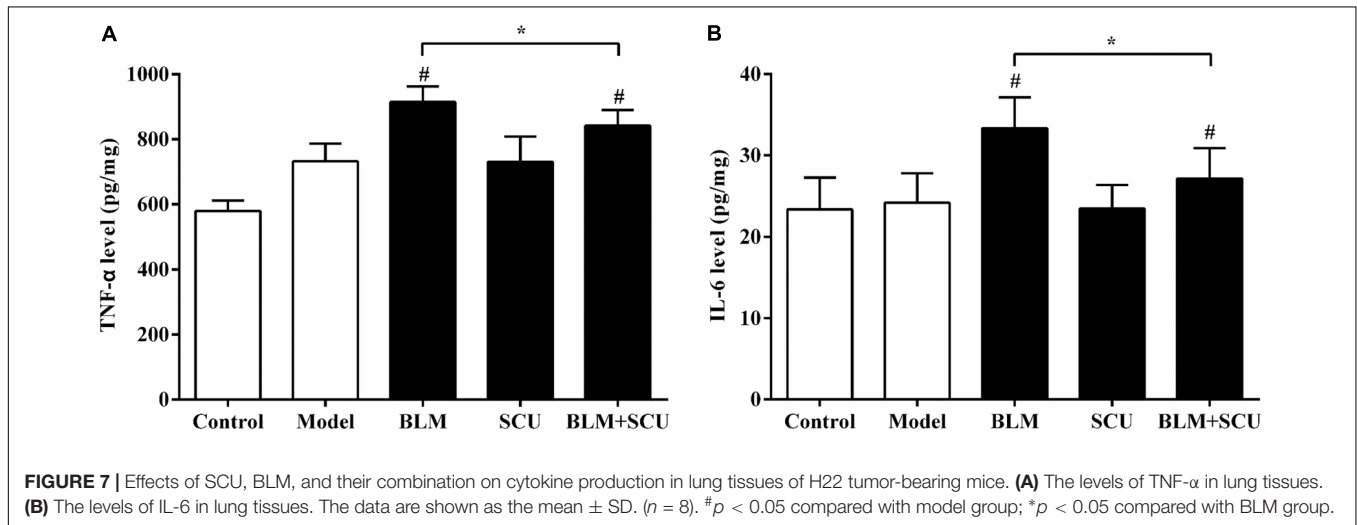 A
*
1000
#
#
800
600
400
200
0
TNF-α level (pg/mg)
Control Model BLM SCU BLM+SCU
B
*
40
#
#
30
20
10
0
IL-6 level (pg/mg)
Control Model BLM SCU BLM+SCU
FIGURE 7 | Effects of SCU, BLM, and their combination on cytokine production in lung tissues of H22 tumor-bearing mice. (A) The levels of TNF-α in lung tissues.
(B) The levels of IL-6 in lung tissues. The data are shown as the mean ± SD. (n = 8). #p < 0.05 compared with model group; *p < 0.05 compared with BLM group.